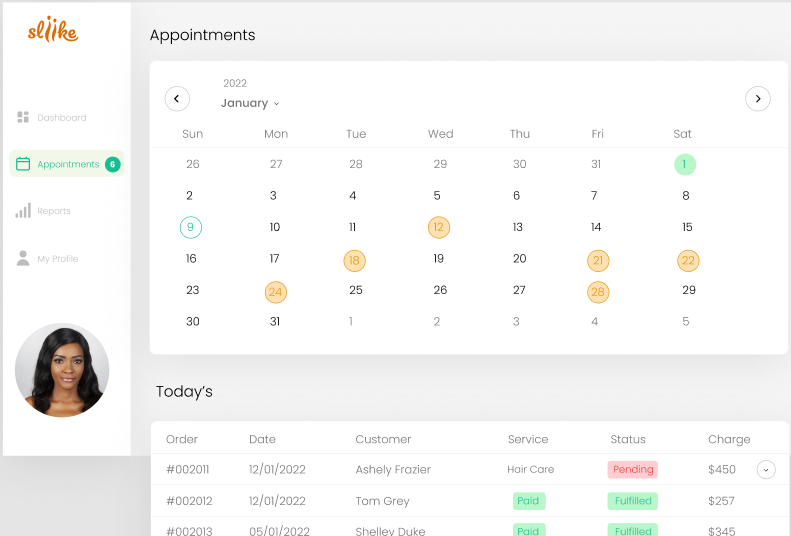 sliike
Dashboard
Appointments 6
Reports
My Profile
Appointments
2022
January
Sun Mon Tue Wed Thu Fri Sat
26 27 28 29 30 31 1
2 3 4 5 6 7 8
9 10 11 12 13 14 15
16 17 18 19 20 21 22
23 24 25 26 27 28 29
30 31 1 2 3 4 5
Today's
Order Date Customer Service Status Charge
#002011 12/01/2022 Ashely Frazier Hair Care Pending $450
#002012 12/01/2022 Tom Grey Paid Fulfilled $257
#002013 05/01/2022 Shelley Duke Paid Fulfilled $345